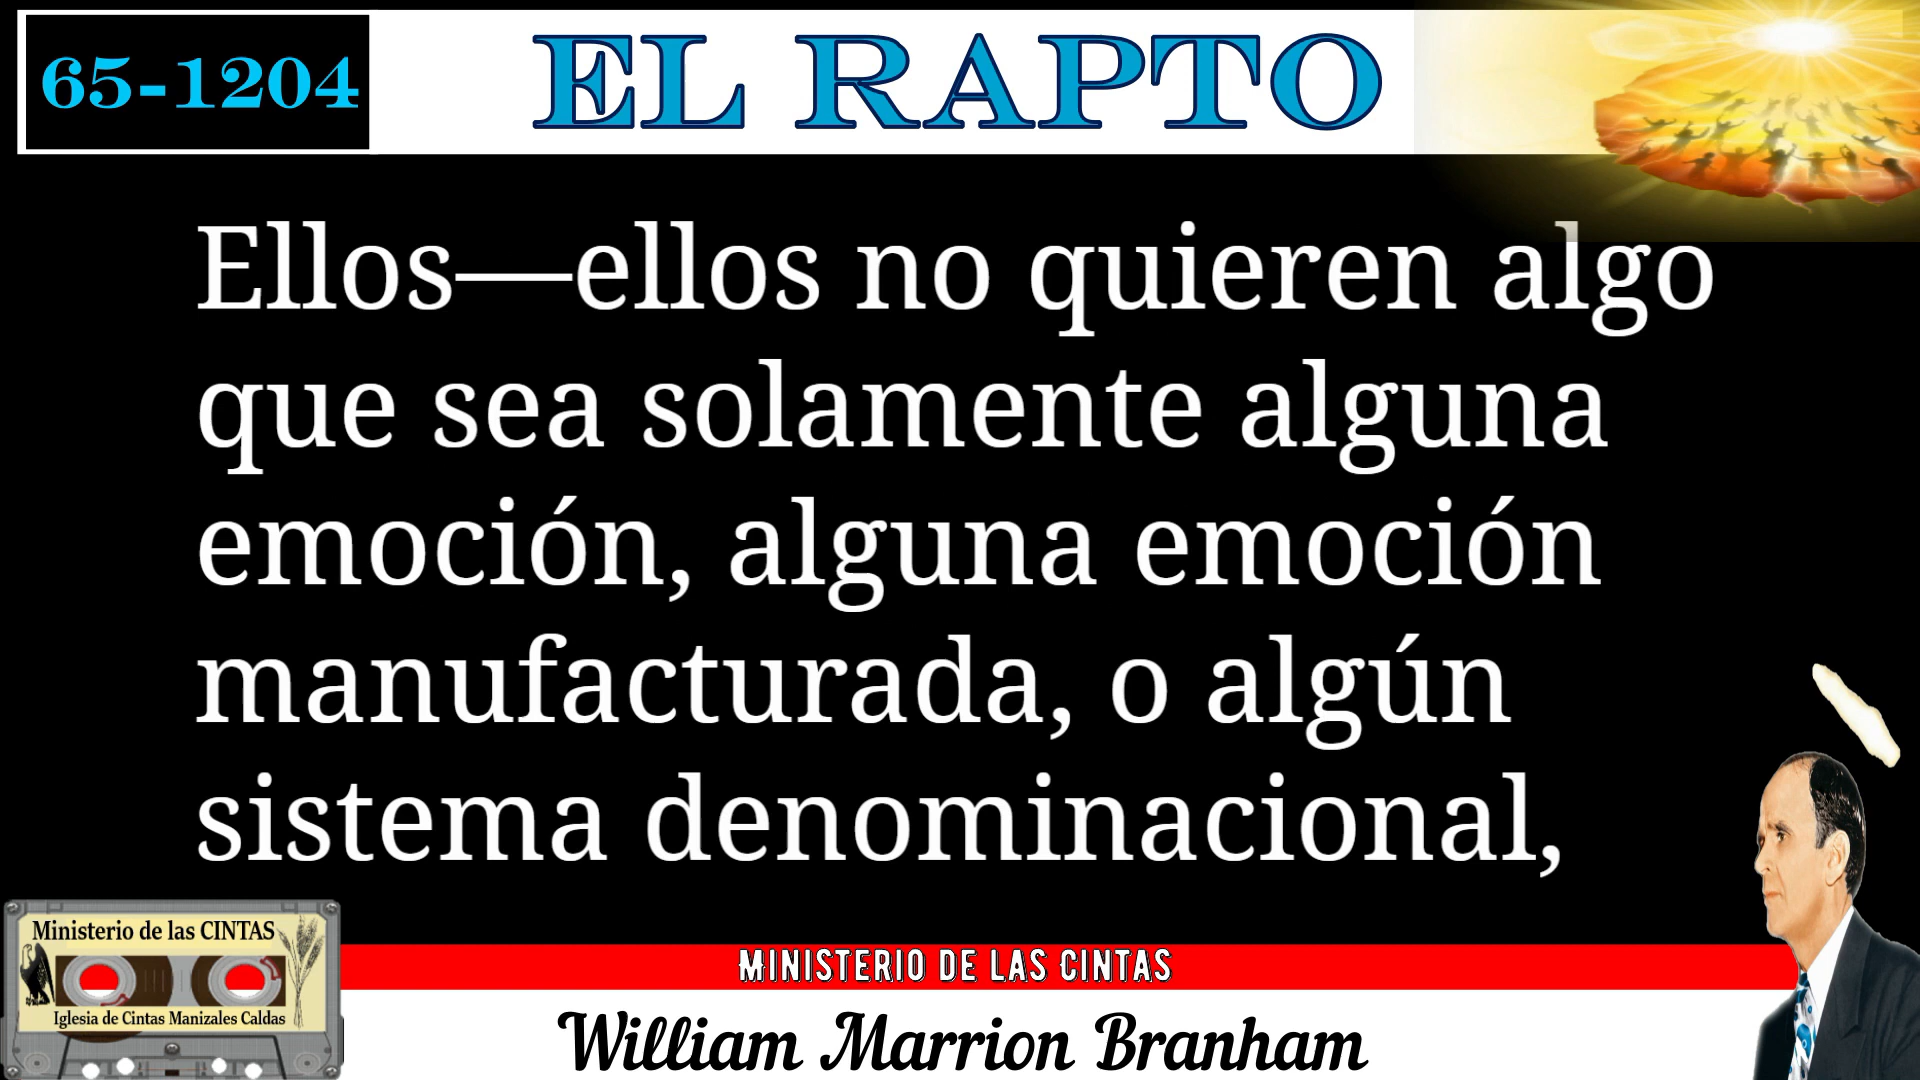 65-1204
EL RAPTO
Ellos—ellos no quieren algo
que sea solamente alguna
emoción, alguna emoción
manufacturada, o algún
sistema denominacional,
Ministerio de las CINTAS
Iglesia de Cintas Manizales Caldas
MINISTERIO DE LAS CINTAS
William Marrion Branham